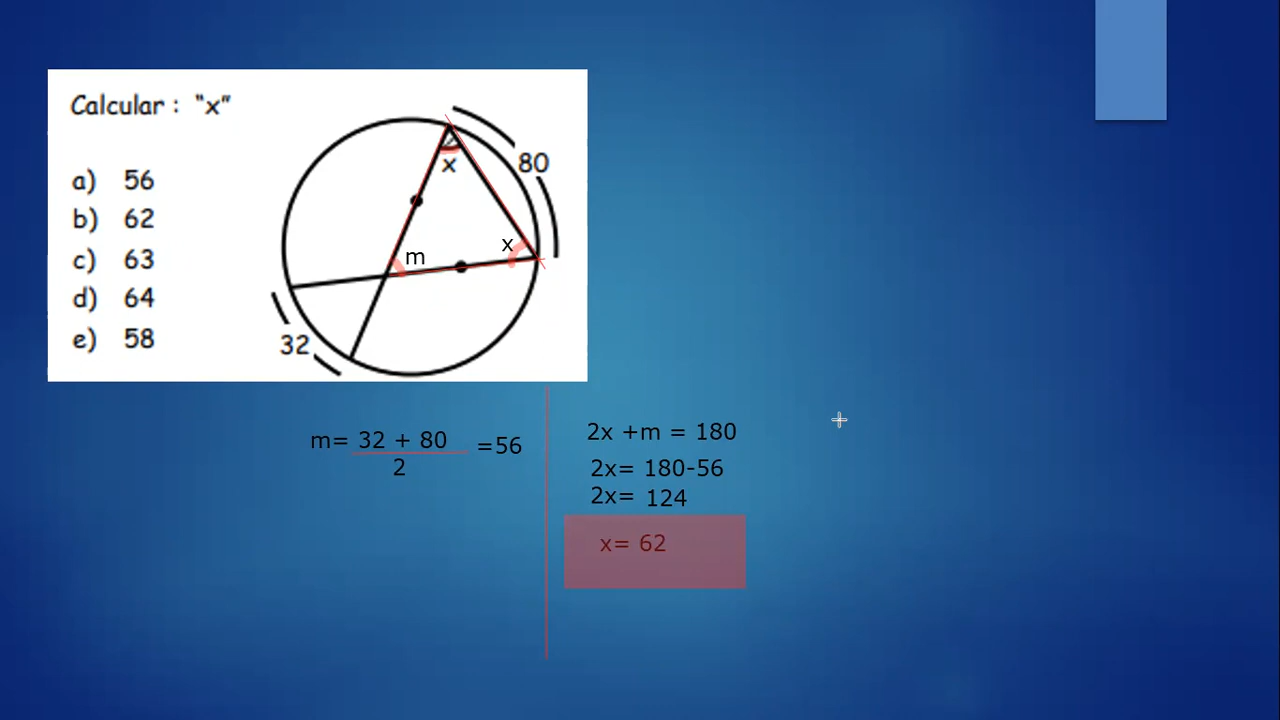 Calcular : “x”
a) 56
b) 62
c) 63
d) 64
e) 58
x
80
x
m
32
m= 32 + 80 =56
2
2x +m = 180
2x= 180-56
2x= 124
x= 62